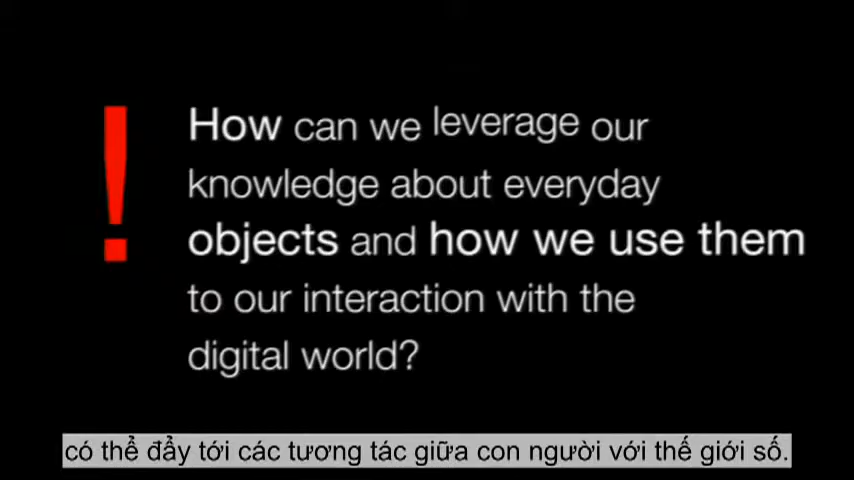 !
How can we leverage our
knowledge about everyday
objects and how we use them
to our interaction with the
digital world?
có thể đẩy tới các tương tác giữa con người với thế giới số.